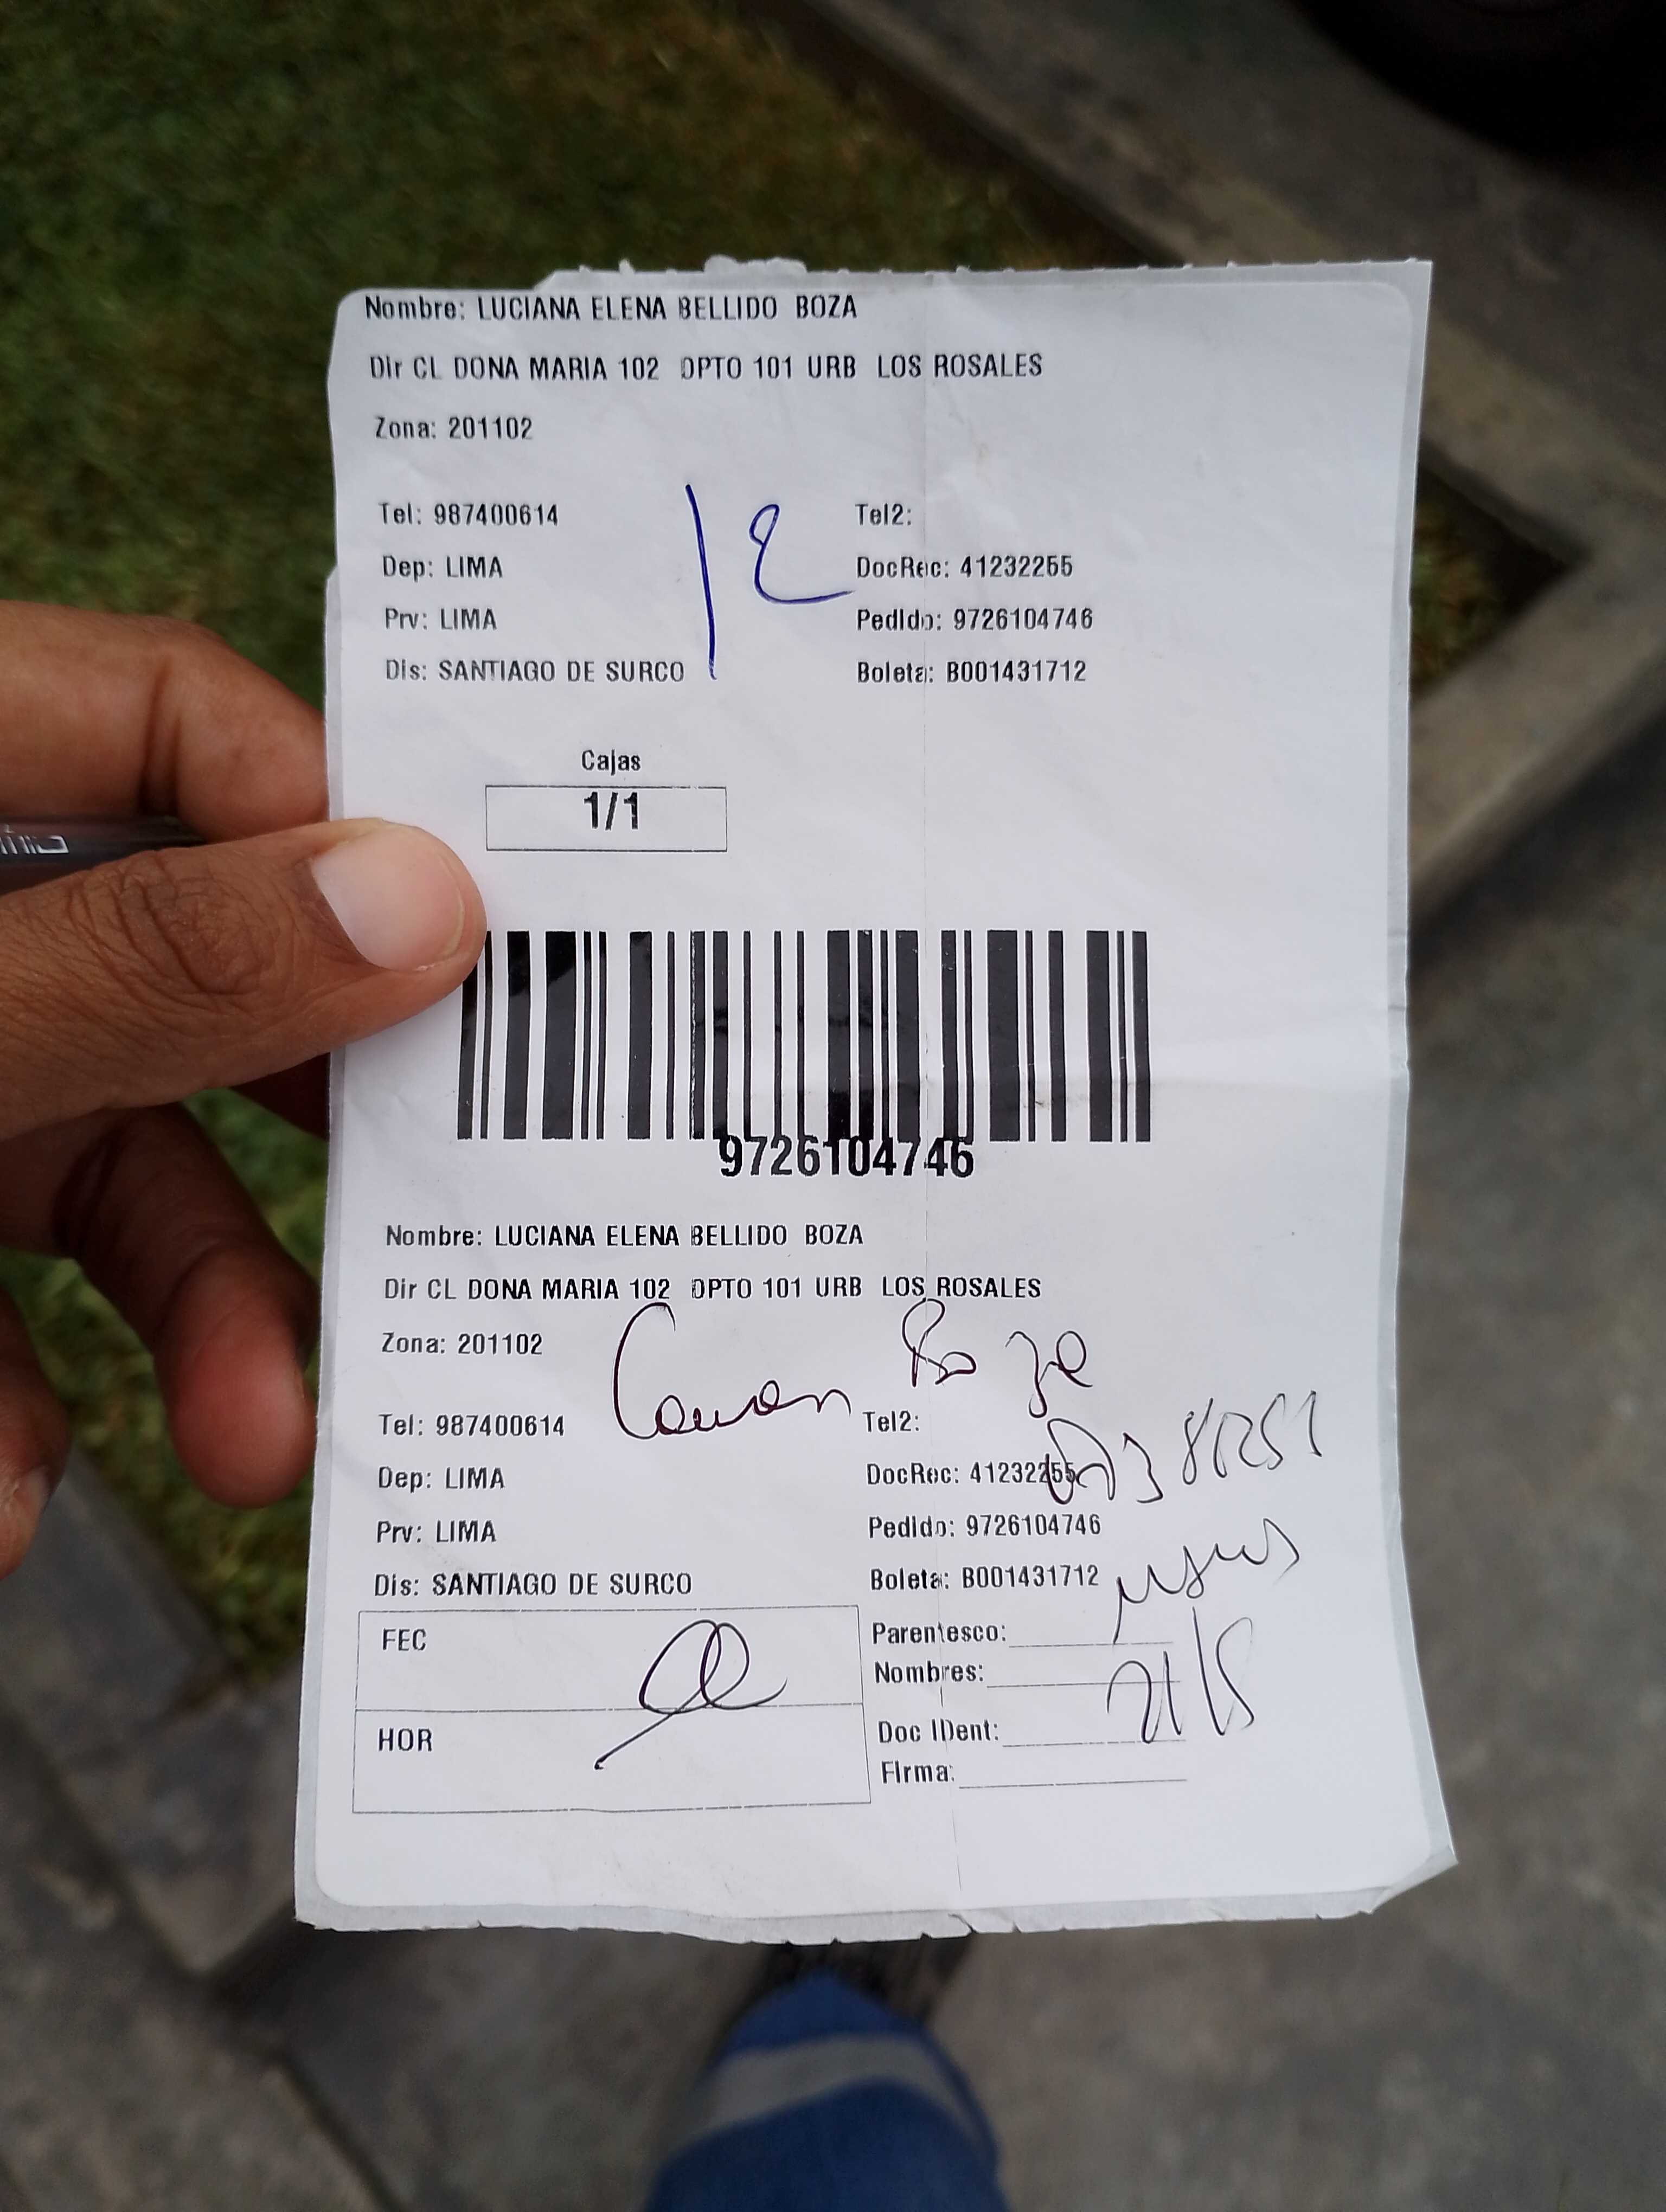 Nombre: LUCIANA ELENA BELLIDO BOZA
Dir CL DONA MARIA 102 DPTO 101 URB LOS ROSALES
Zona: 201102
12
Tel: 987400614 Tel2:
Dep: LIMA DocRec: 41232255
Prv: LIMA Pedido: 9726104746
Dis: SANTIAGO DE SURCO Boleta: B001431712
Cajas
1/1
9726104746
Nombre: LUCIANA ELENA BELLIDO BOZA
Dir CL DONA MARIA 102 DPTO 101 URB LOS ROSALES
Zona: 201102
Tel: 987400614 Tel2:
Dep: LIMA DocRec: 41232255
Prv: LIMA Pedido: 9726104746
Dis: SANTIAGO DE SURCO Boleta: B001431712
FEC Parentesco:
Nombres:
HOR Doc IDent:
Firma: